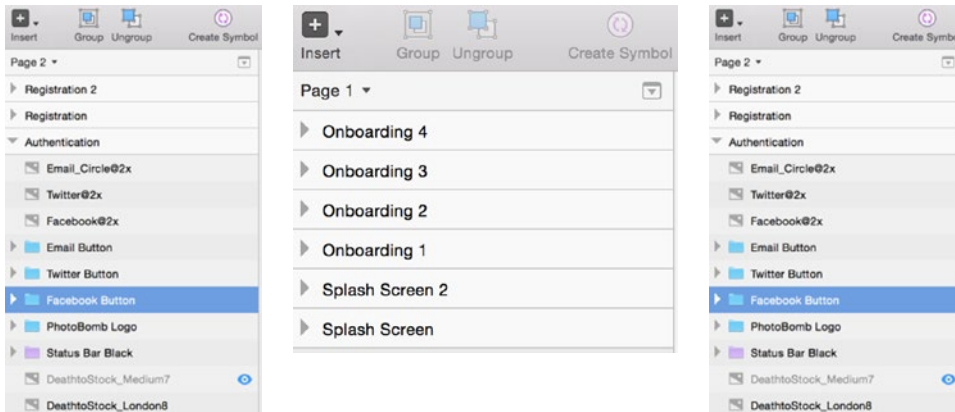 Insert Group Ungroup Create Symbol
Page 2
Registration 2
Registration
Authentication
Email_Circle@2x
Twitter@2x
Facebook@2x
Email Button
Twitter Button
Facebook Button
PhotoBomb Logo
Status Bar Black
DeathtoStock_Medium7
DeathtoStock_London8
Insert Group Ungroup Create Symbol
Page 1
Onboarding 4
Onboarding 3
Onboarding 2
Onboarding 1
Splash Screen 2
Splash Screen
Insert Group Ungroup Create Symbo
Page 2
Registration 2
Registration
Authentication
Email_Circle@2x
Twitter@2x
Facebook@2x
Email Button
Twitter Button
Facebook Button
PhotoBomb Logo
Status Bar Black
DeathtoStock_Medium7
DeathtoStock_London8